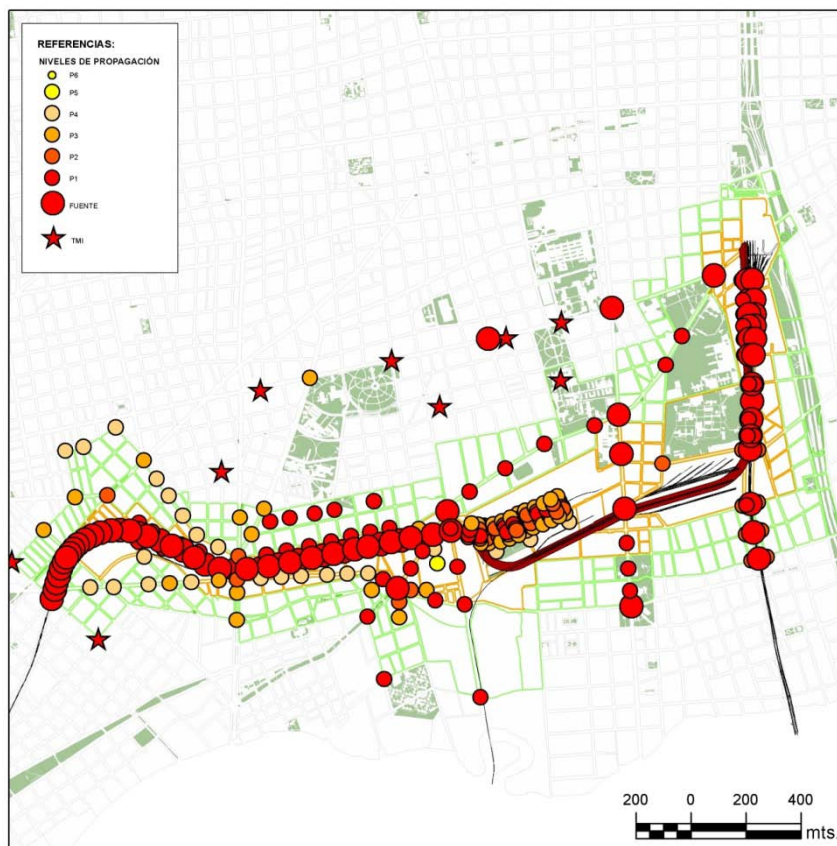 REFERENCIAS:
NIVELES DE PROPAGACIÓN
P6
P5
P4
P3
P2
P1
FUENTE
TMI
200 0 200 400
mts.